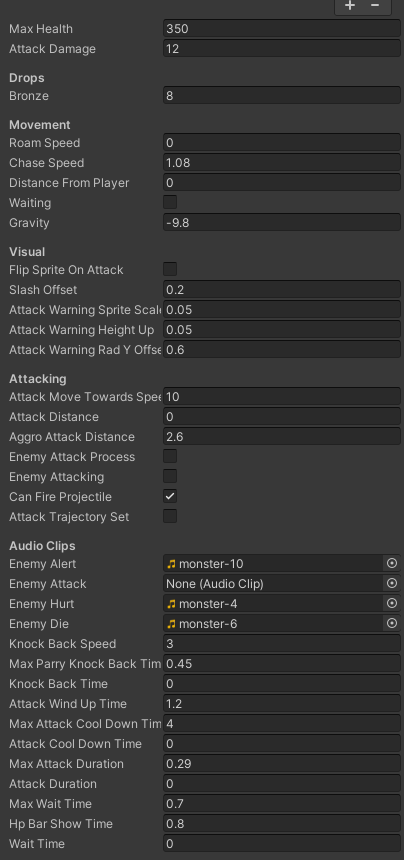 Max Health 350
Attack Damage 12
Drops
Bronze 8
Movement
Roam Speed 0
Chase Speed 1.08
Distance From Player 0
Waiting
Gravity -9.8
Visual
Flip Sprite On Attack
Slash Offset 0.2
Attack Warning Sprite Scale 0.05
Attack Warning Height Up 0.05
Attack Warning Rad Y Offse 0.6
Attacking
Attack Move Towards Spee 10
Attack Distance 0
Aggro Attack Distance 2.6
Enemy Attack Process
Enemy Attacking
Can Fire Projectile
Attack Trajectory Set
Audio Clips
Enemy Alert monster-10
Enemy Attack None (Audio Clip)
Enemy Hurt monster-4
Enemy Die monster-6
Knock Back Speed 3
Max Parry Knock Back Tim 0.45
Knock Back Time 0
Attack Wind Up Time 1.2
Max Attack Cool Down Tim 4
Attack Cool Down Time 0
Max Attack Duration 0.29
Attack Duration 0
Max Wait Time 0.7
Hp Bar Show Time 0.8
Wait Time 0